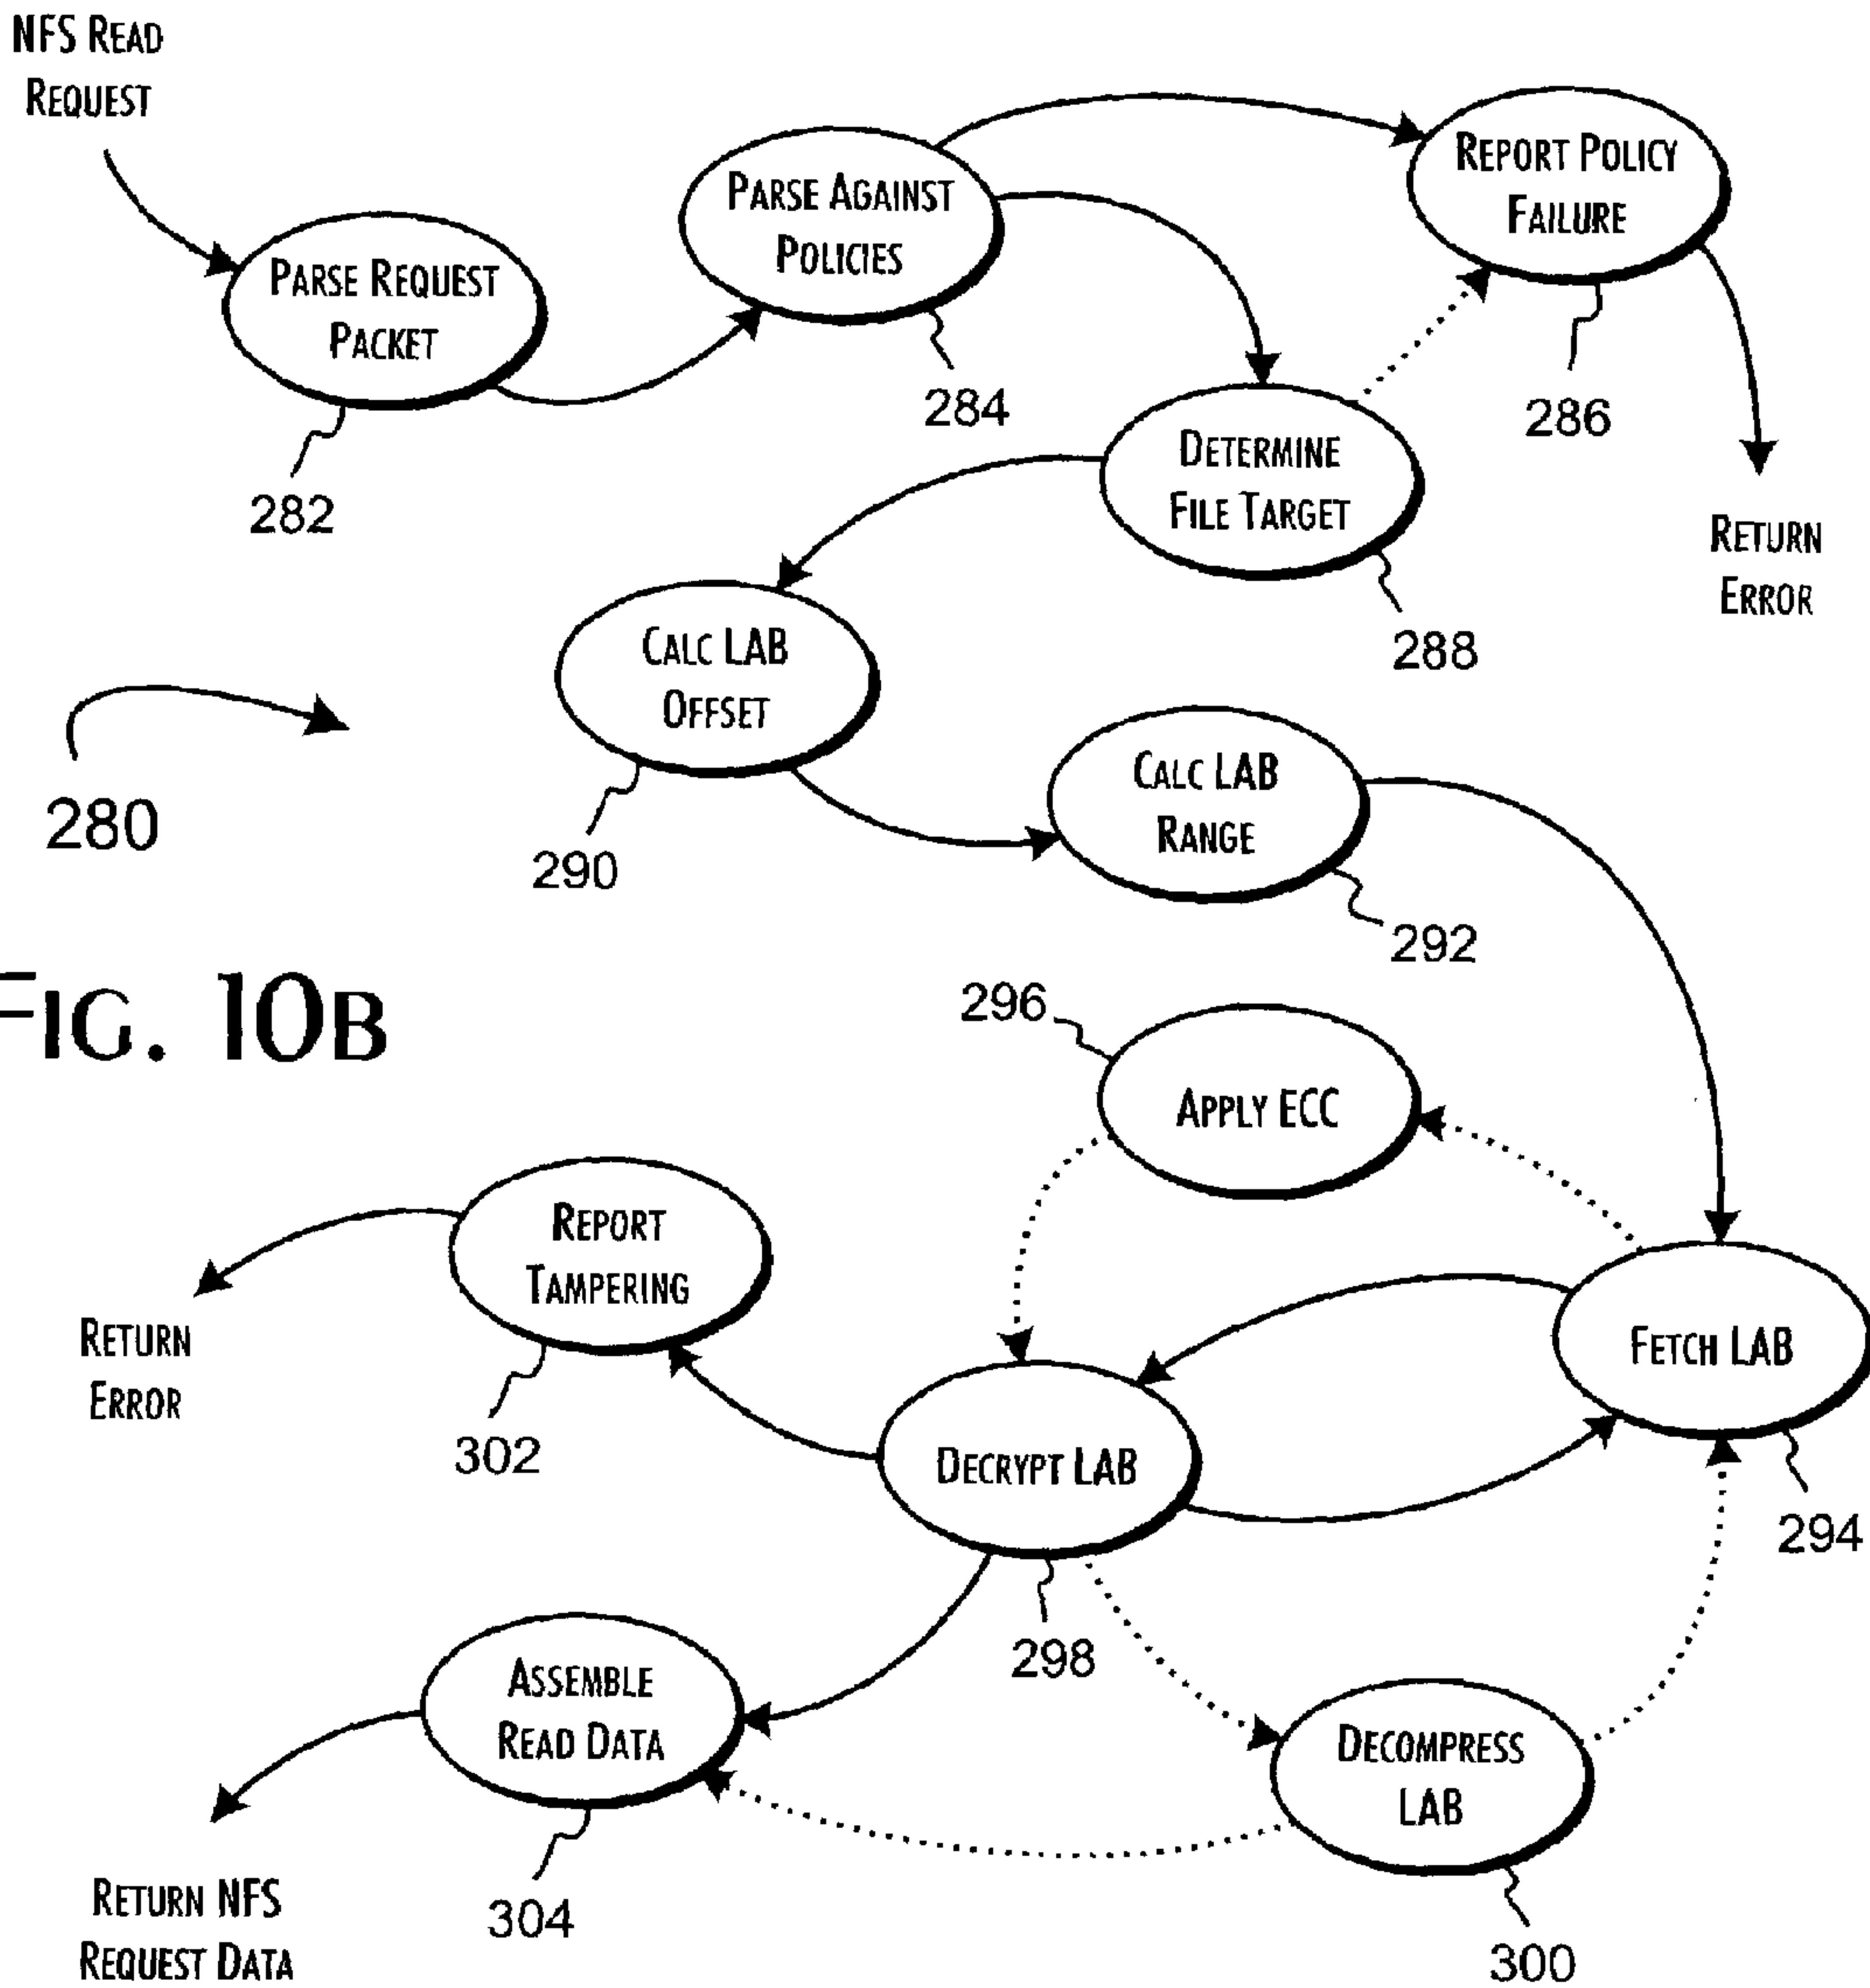 NFS READ
REQUEST
PARSE REQUEST
PACKET
282
PARSE AGAINST
POLICIES
284
REPORT POLICY
FAILURE
286
RETURN
ERROR
DETERMINE
FILE TARGET
288
CALC LAB
OFFSET
290
280
CALC LAB
RANGE
292
FIG. 10B
296
APPLY ECC
REPORT
TAMPERING
302
RETURN
ERROR
FETCH LAB
294
DECRYPT LAB
298
ASSEMBLE
READ DATA
304
DECOMPRESS
LAB
300
RETURN NFS
REQUEST DATA